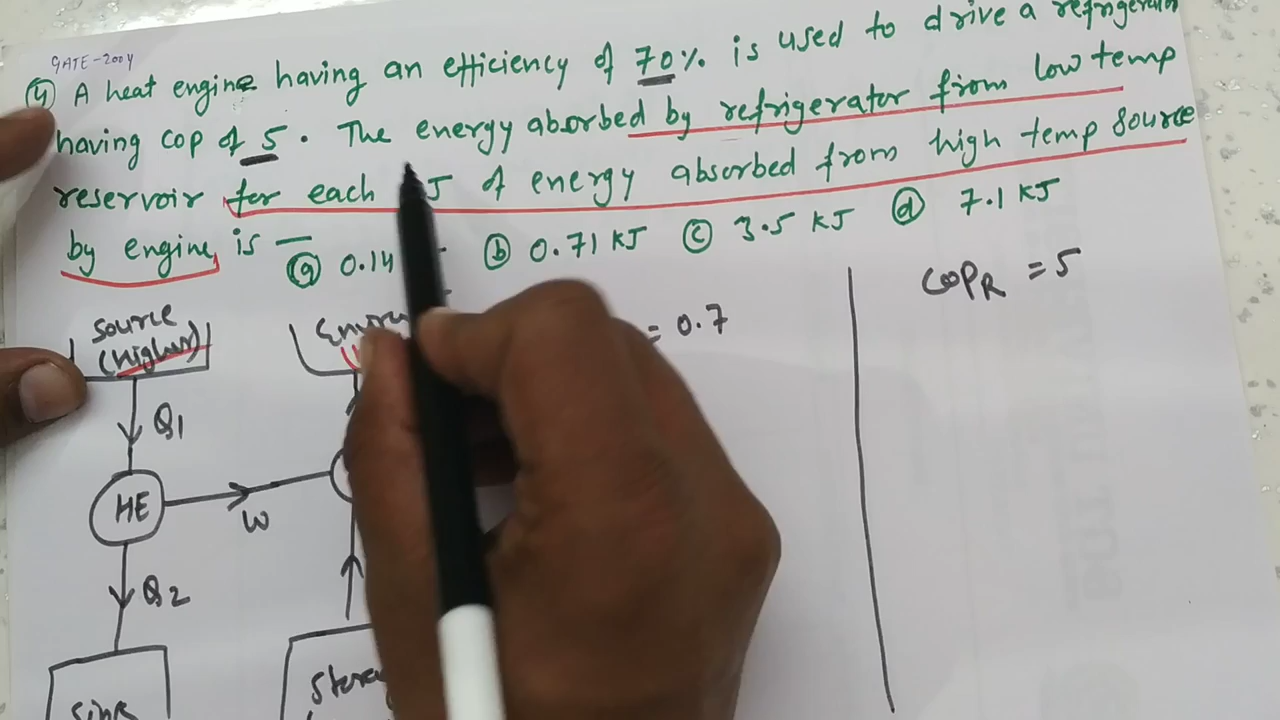 GATE-2004
④ A heat engine having an efficiency of 70% is used to drive a refrigerator
having COP of 5. The energy absorbed by refrigerator from low temp
reservoir for each J of energy absorbed from high temp source
by engine is —
ⓐ 0.14 ⓑ 0.71 KJ ⓒ 3.5 KJ ⓓ 7.1 KJ
Source
(higher)
= 0.7
COPR = 5
Q1
HE
W
Q2
Sink